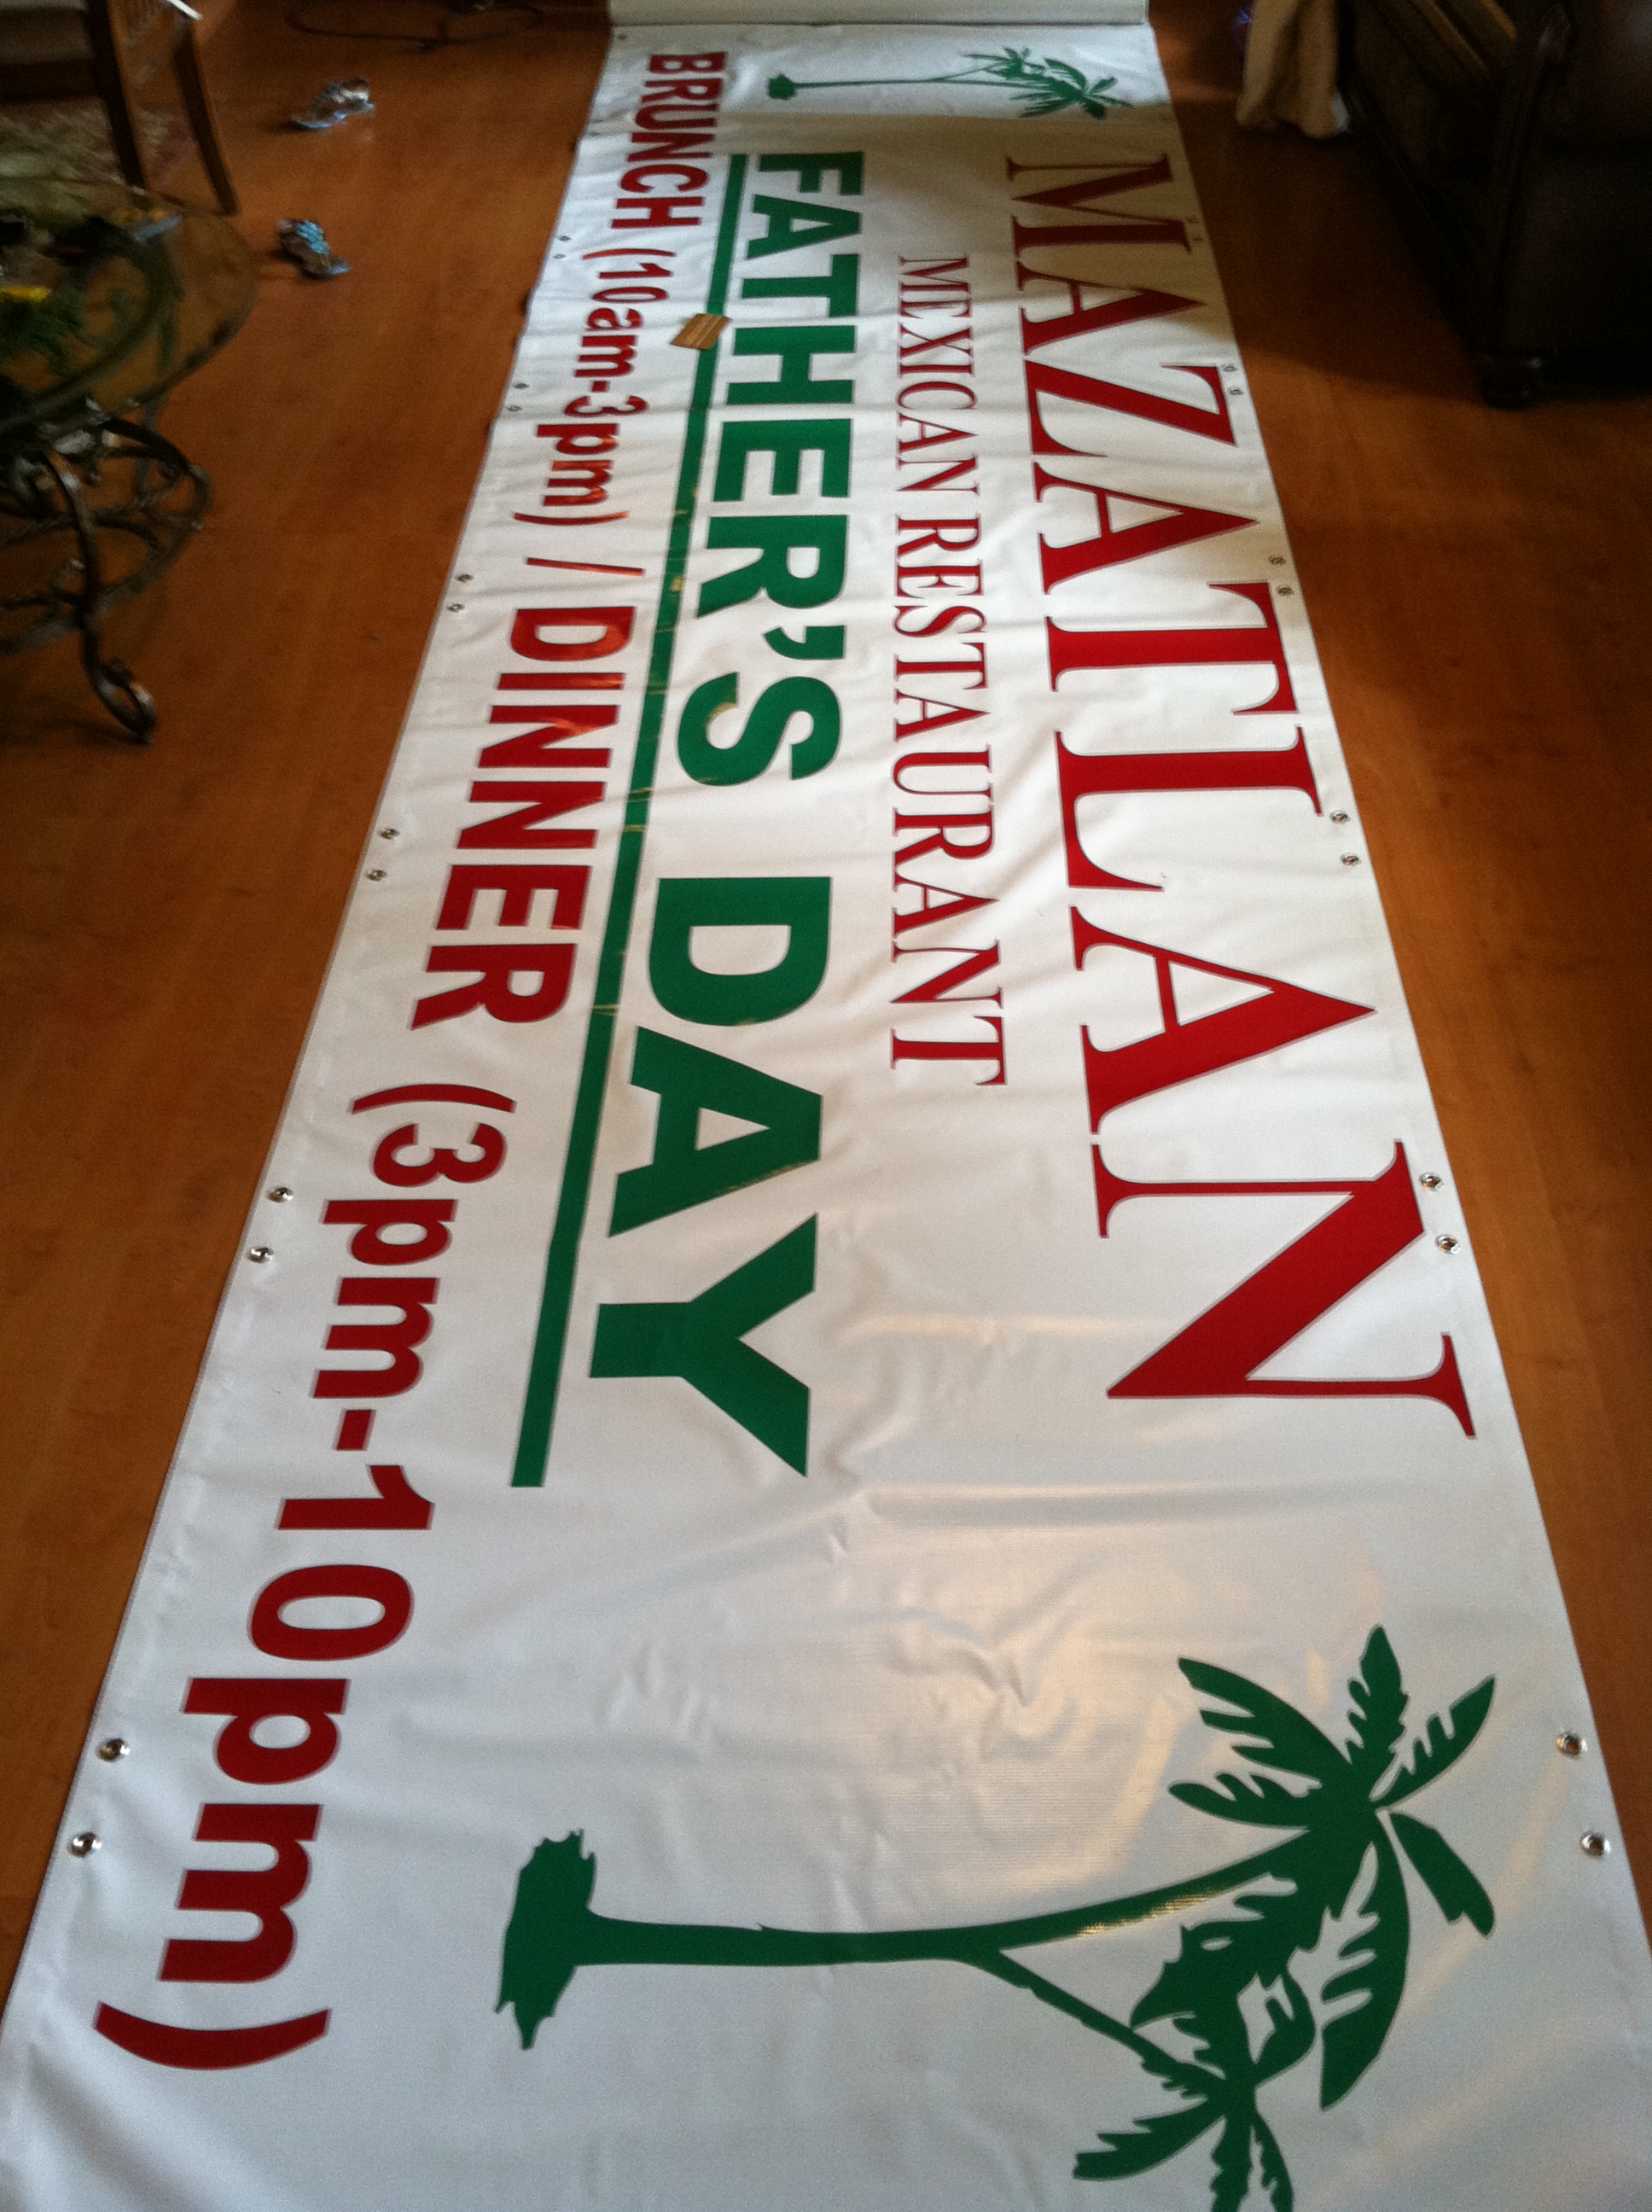 MAZATLAN
MEXICAN RESTAURANT
FATHER'S DAY
BRUNCH (10am-3pm) / DINNER (3pm-10pm)